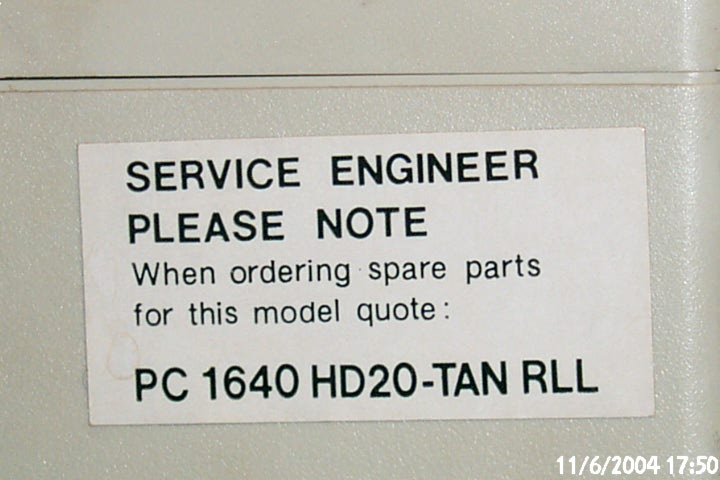 SERVICE ENGINEER
PLEASE NOTE
When ordering spare parts
for this model quote:
PC 1640 HD20-TAN RLL
11/6/2004 17:50